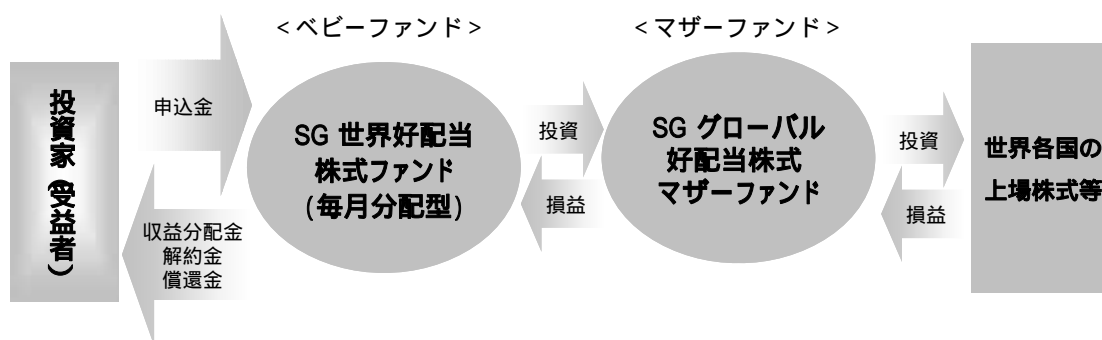 <ベビーファンド>
<マザーファンド>
投資家(受益者)
申込金
収益分配金
解約金
償還金
SG 世界好配当
株式ファンド
(毎月分配型)
投資
損益
SG グローバル
好配当株式
マザーファンド
投資
損益
世界各国の
上場株式等